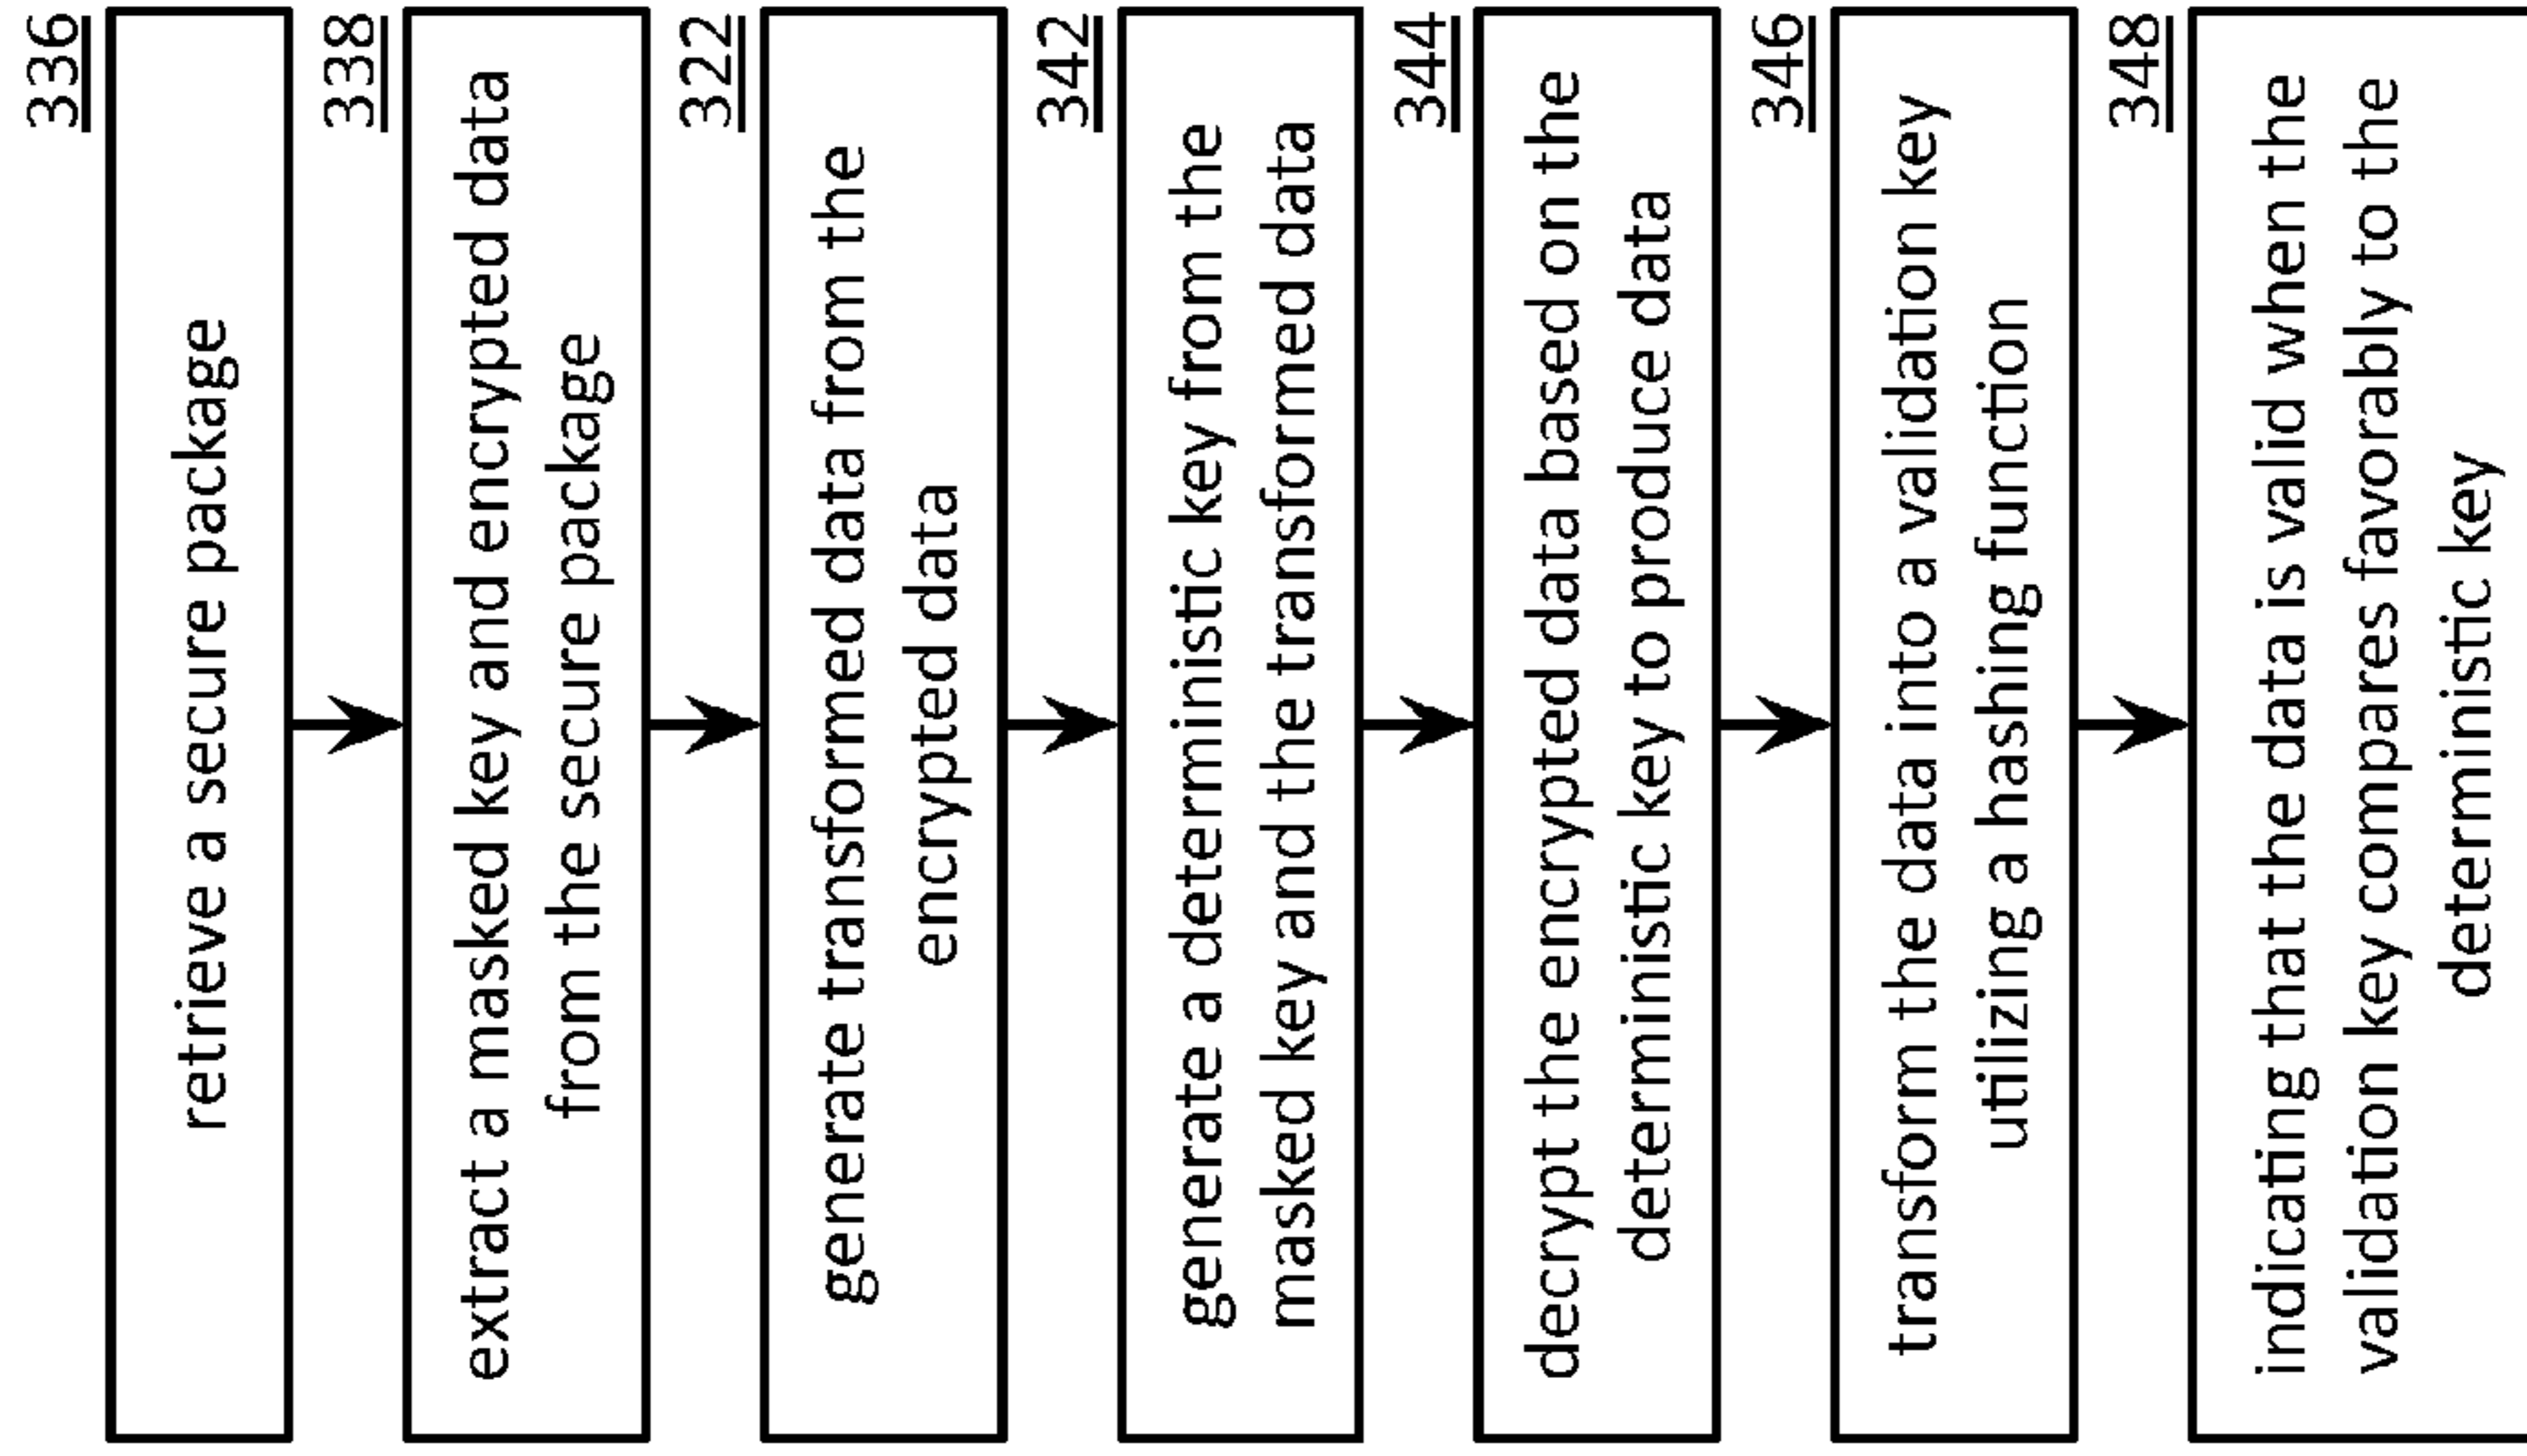 336
retrieve a secure package
338
extract a masked key and encrypted data
from the secure package
322
generate transformed data from the
encrypted data
342
generate a deterministic key from the
masked key and the transformed data
344
decrypt the encrypted data based on the
deterministic key to produce data
346
transform the data into a validation key
utilizing a hashing function
348
indicating that the data is valid when the
validation key compares favorably to the
deterministic key